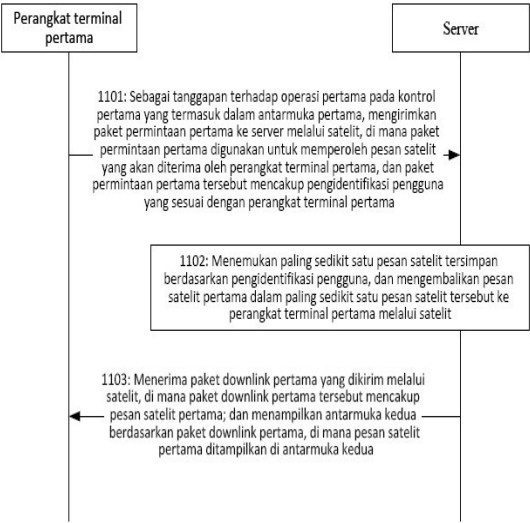 Perangkat terminal
pertama
Server
1101: Sebagai tanggapan terhadap operasi pertama pada kontrol
pertama yang termasuk dalam antarmuka pertama, mengirimkan
paket permintaan pertama ke server melalui satelit, di mana paket
permintaan pertama digunakan untuk memperoleh pesan satelit
yang akan diterima oleh perangkat terminal pertama, dan paket
permintaan pertama tersebut mencakup pengidentifikasi pengguna
yang sesuai dengan perangkat terminal pertama
1102: Menemukan paling sedikit satu pesan satelit tersimpan
berdasarkan pengidentifikasi pengguna, dan mengembalikan pesan
satelit pertama dalam paling sedikit satu pesan satelit tersebut ke
perangkat terminal pertama melalui satelit
1103: Menerima paket downlink pertama yang dikirim melalui
satelit, di mana paket downlink pertama tersebut mencakup
pesan satelit pertama; dan menampilkan antarmuka kedua
berdasarkan paket downlink pertama, di mana pesan satelit
pertama ditampilkan di antarmuka kedua